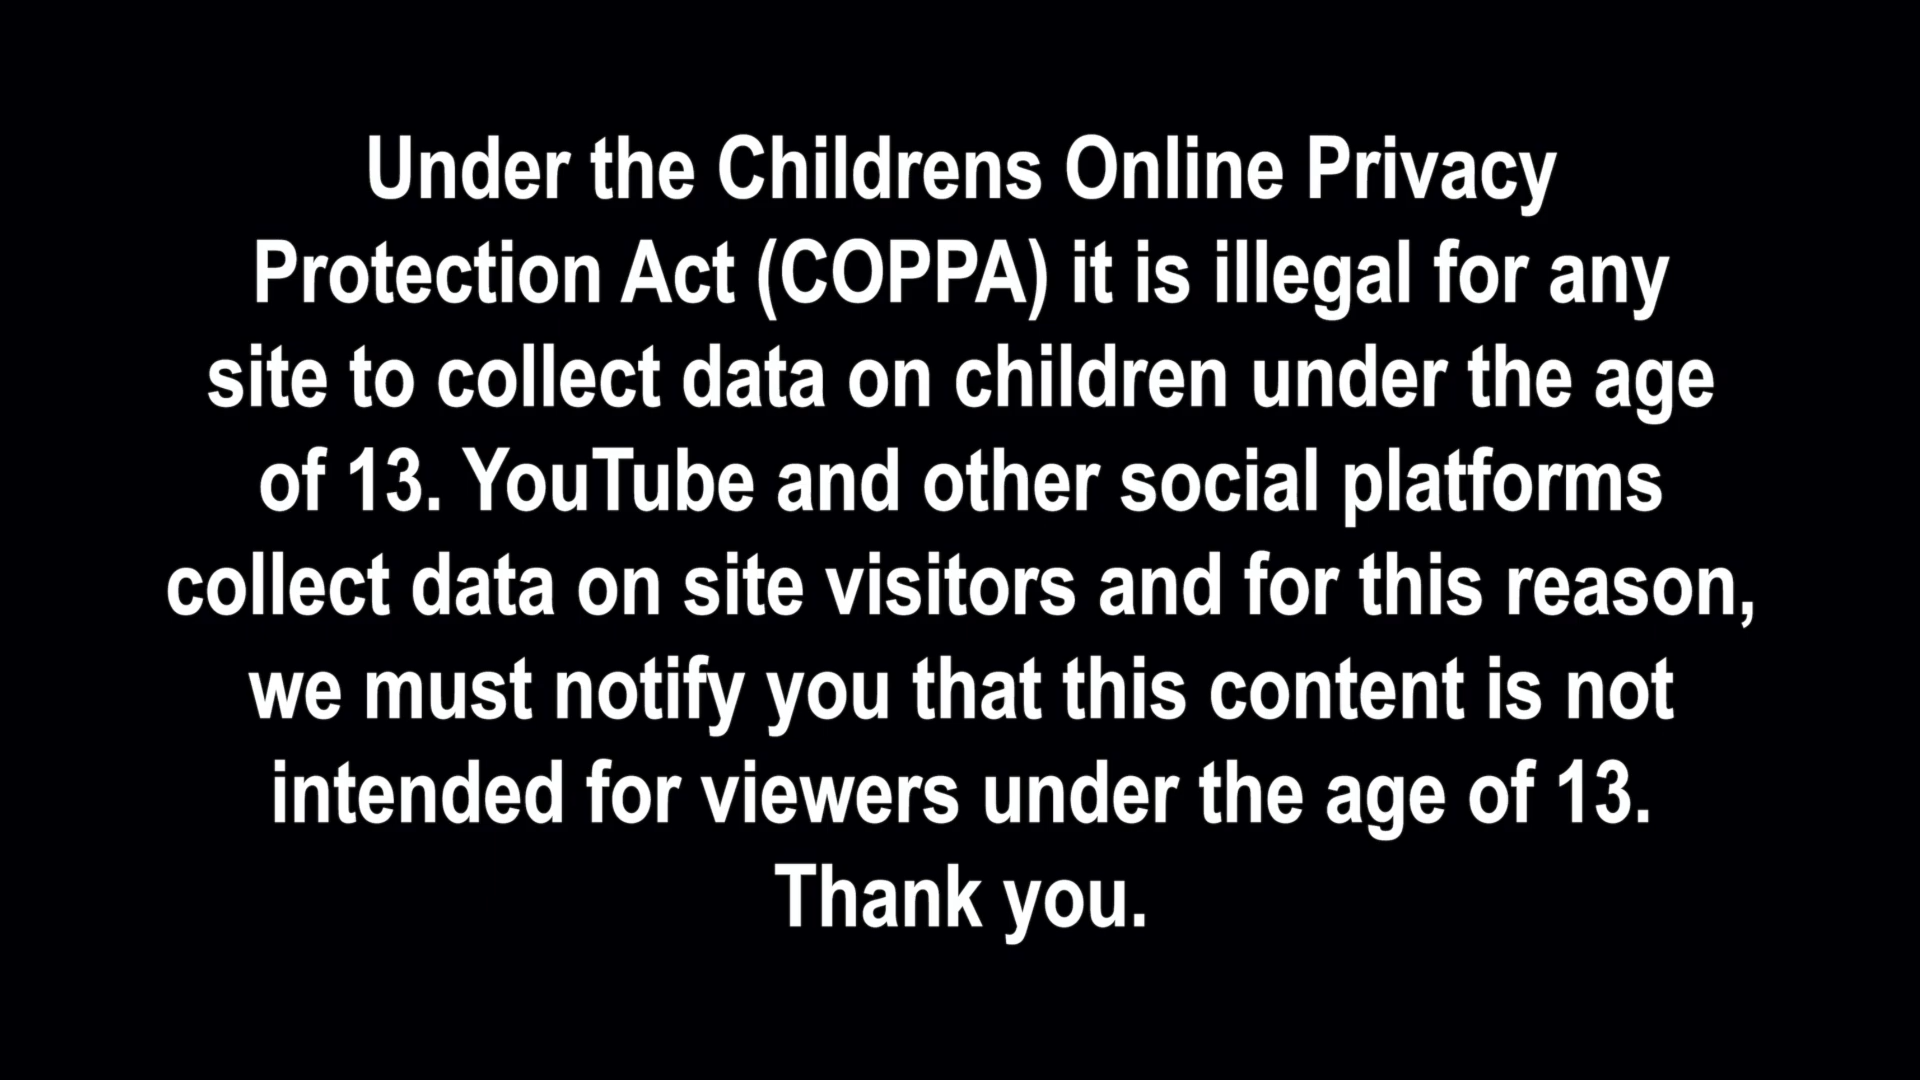 Under the Childrens Online Privacy
Protection Act (COPPA) it is illegal for any
site to collect data on children under the age
of 13. YouTube and other social platforms
collect data on site visitors and for this reason,
we must notify you that this content is not
intended for viewers under the age of 13.
Thank you.